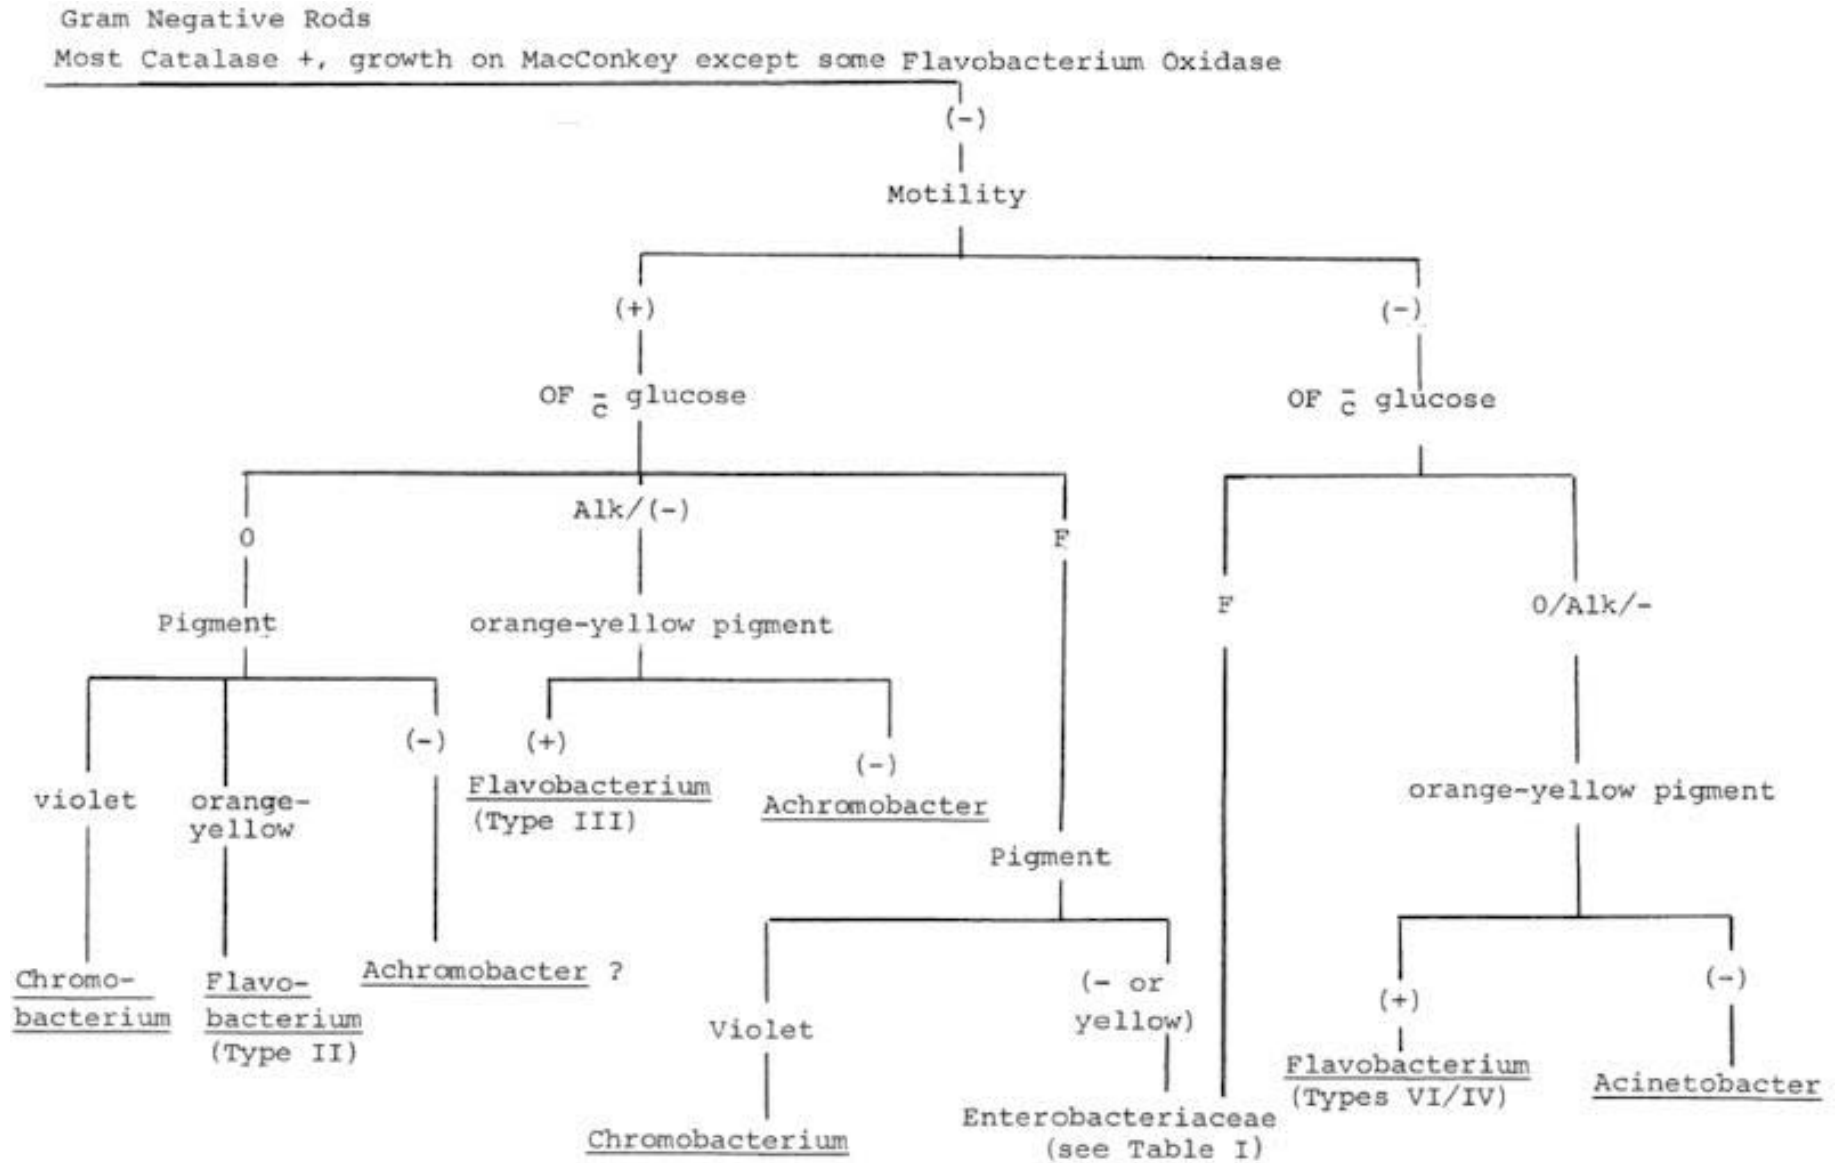 Gram Negative Rods
Most Catalase +, growth on MacConkey except some Flavobacterium Oxidase
(-)
Motility
(+)
(-)
OF c̄ glucose
OF c̄ glucose
O
Alk/(-)
F
F
O/Alk/-
Pigment
orange-yellow pigment
violet
orange-
yellow
(-)
(+)
Flavobacterium
(Type III)
(-)
Achromobacter
orange-yellow pigment
Pigment
Chromo-
bacterium
Flavo-
bacterium
(Type II)
Achromobacter ?
Violet
(- or
yellow)
(+)
(-)
Chromobacterium
Enterobacteriaceae
(see Table I)
Flavobacterium
(Types VI/IV)
Acinetobacter